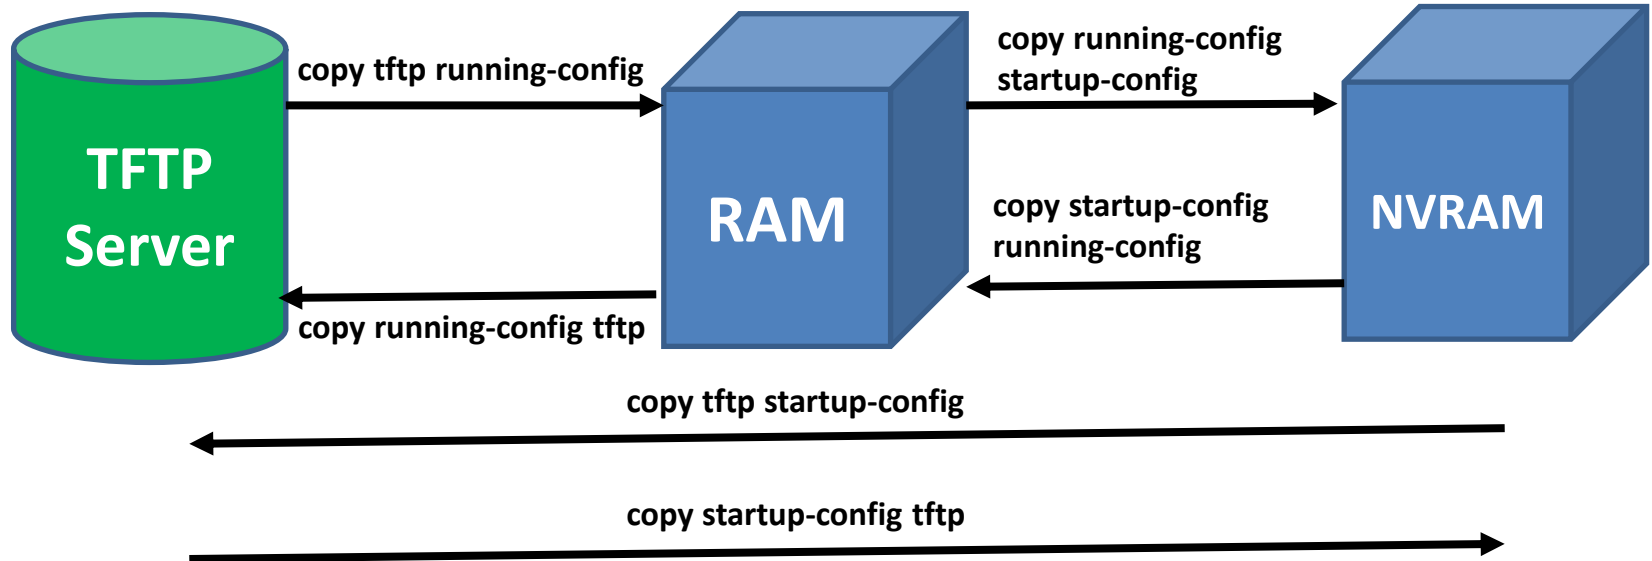 copy tftp running-config
copy running-config
startup-config
TFTP
Server
RAM
NVRAM
copy startup-config
running-config
copy running-config tftp
copy tftp startup-config
copy startup-config tftp